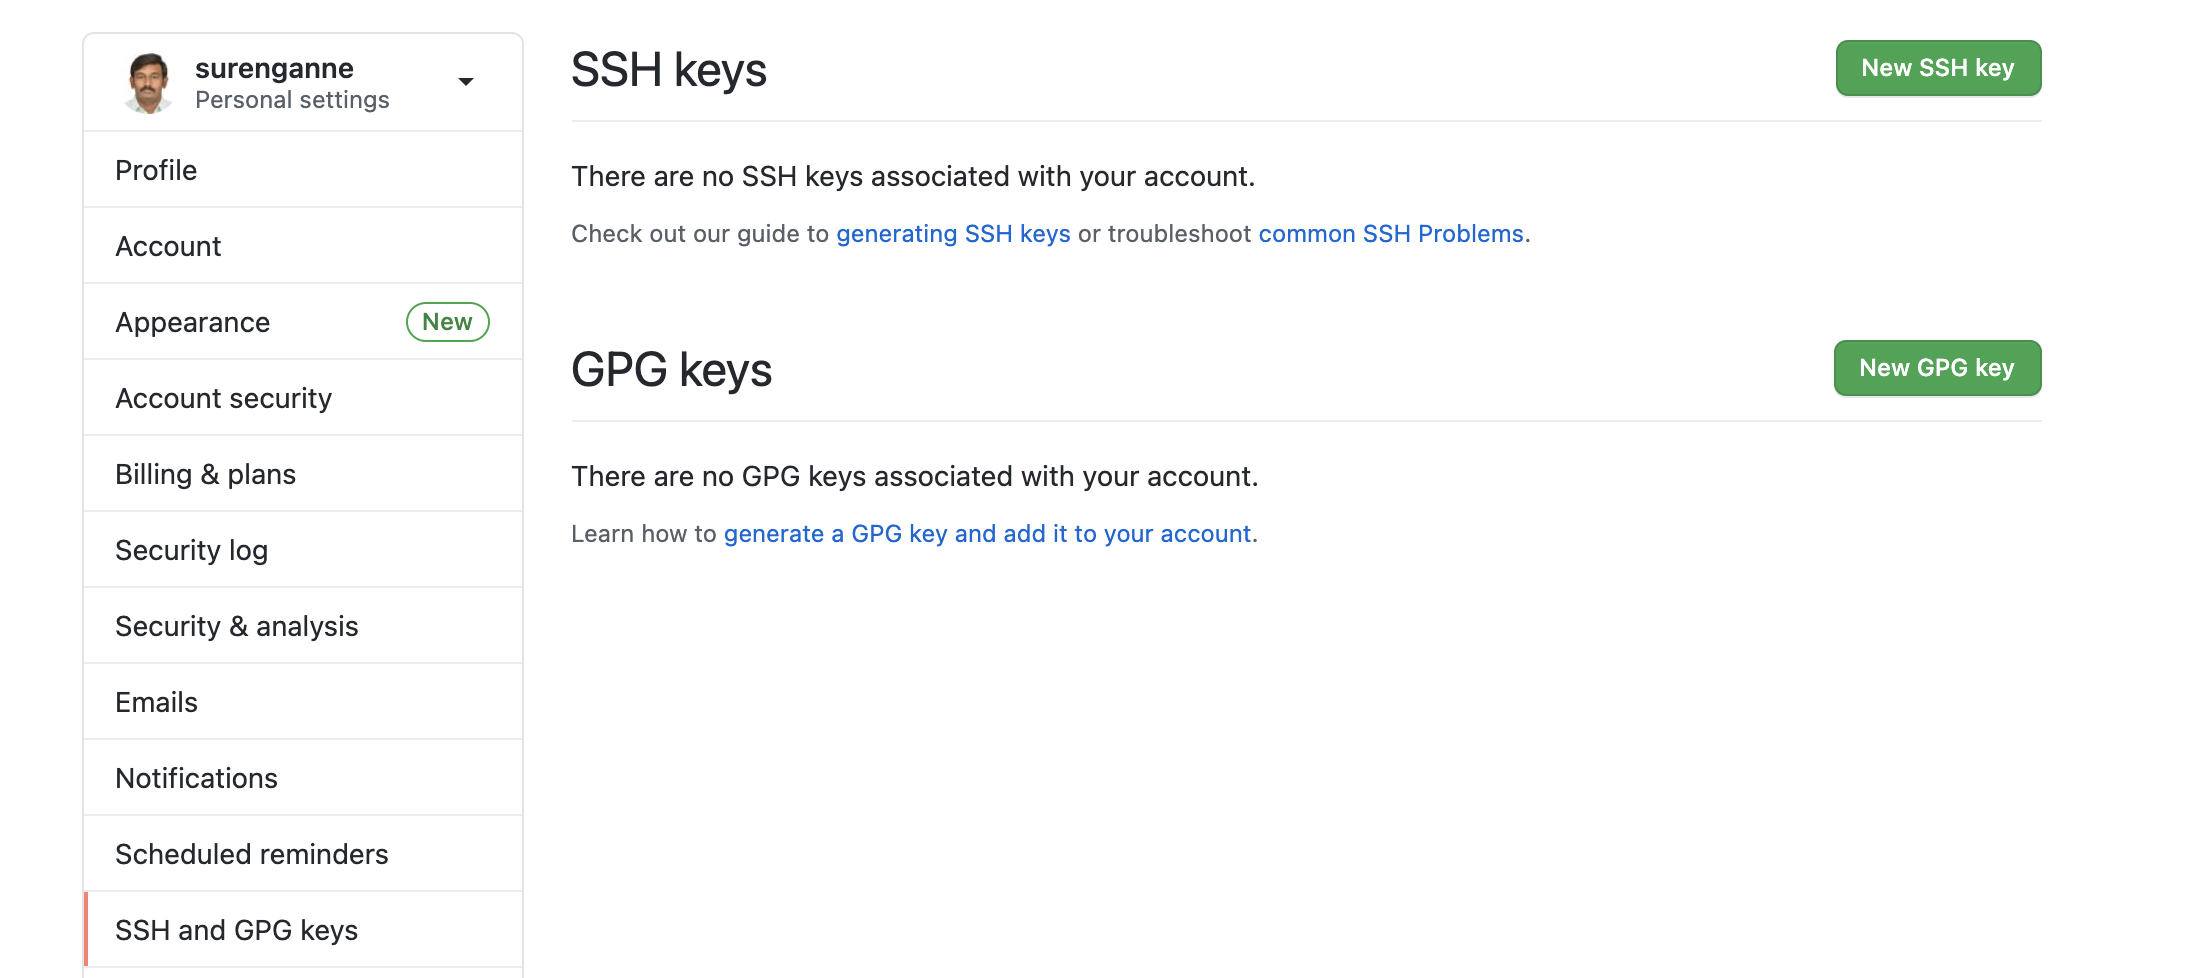 surenganne
Personal settings
Profile
Account
Appearance New
Account security
Billing & plans
Security log
Security & analysis
Emails
Notifications
Scheduled reminders
SSH and GPG keys
SSH keys
New SSH key
There are no SSH keys associated with your account.
Check out our guide to generating SSH keys or troubleshoot common SSH Problems.
GPG keys
New GPG key
There are no GPG keys associated with your account.
Learn how to generate a GPG key and add it to your account.